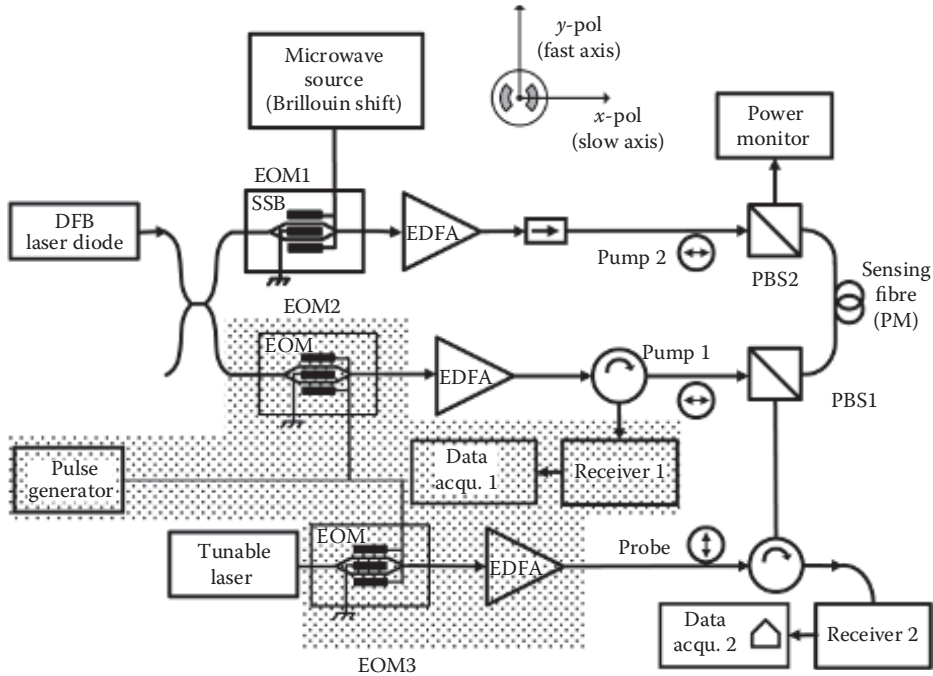 y-pol
(fast axis)
x-pol
(slow axis)
Microwave
source
(Brillouin shift)
Power
monitor
EOM1
SSB
DFB
laser diode
EDFA
Pump 2
PBS2
Sensing
fibre
(PM)
EOM2
EOM
EDFA
Pump 1
PBS1
Pulse
generator
Data
acqu. 1
Receiver 1
Tunable
laser
EOM
EDFA
Probe
EOM3
Data
acqu. 2
Receiver 2